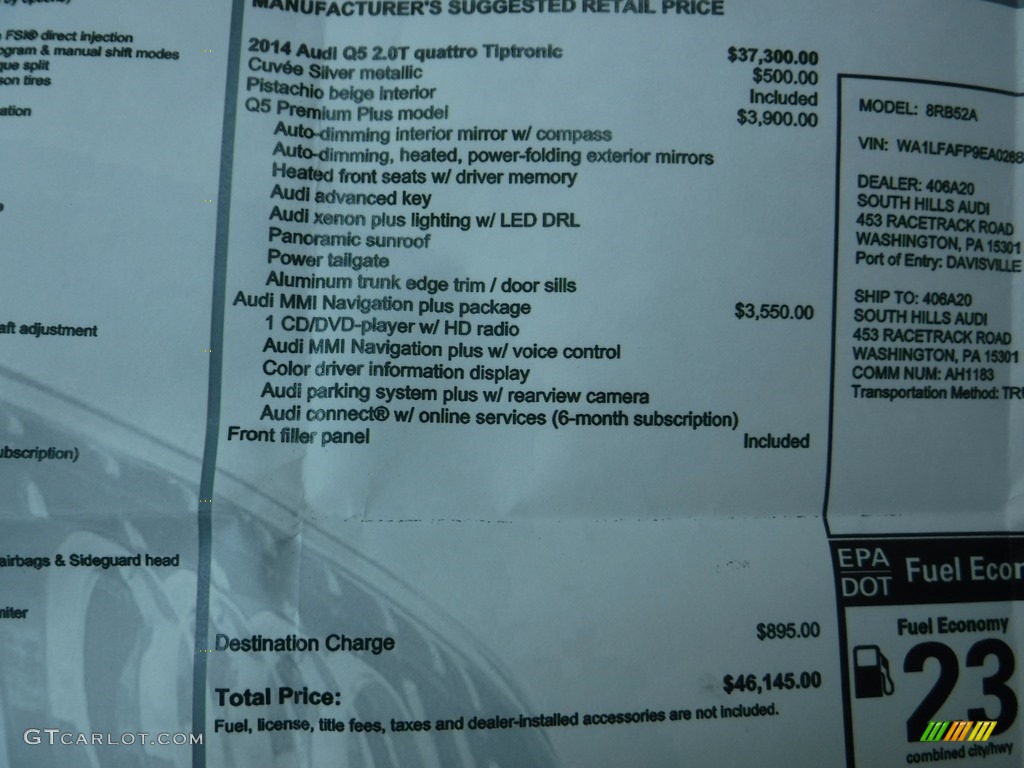 MANUFACTURER'S SUGGESTED RETAIL PRICE
FSI® direct injection
& manual shift modes
split
tires
adjustment
airbags & Sideguard head
2014 Audi Q5 2.0T quattro Tiptronic $37,300.00
Cuvée Silver metallic $500.00
Pistachio beige interior Included
Q5 Premium Plus model $3,900.00
Auto-dimming interior mirror w/ compass
Auto-dimming, heated, power-folding exterior mirrors
Heated front seats w/ driver memory
Audi advanced key
Audi xenon plus lighting w/ LED DRL
Panoramic sunroof
Power tailgate
Aluminum trunk edge trim / door sills
Audi MMI Navigation plus package $3,550.00
1 CD/DVD-player w/ HD radio
Audi MMI Navigation plus w/ voice control
Color driver information display
Audi parking system plus w/ rearview camera
Audi connect® w/ online services (6-month subscription)
Front filler panel Included
Destination Charge $895.00
Total Price: $46,145.00
Fuel, license, title fees, taxes and dealer-installed accessories are not included.
MODEL: 8RB52A
VIN: WA1LFAFP9EA0268
DEALER: 406A20
SOUTH HILLS AUDI
453 RACETRACK ROAD
WASHINGTON, PA 15301
Port of Entry: DAVISVILLE
SHIP TO: 406A20
SOUTH HILLS AUDI
453 RACETRACK ROAD
WASHINGTON, PA 15301
COMM NUM: AH1183
Transportation Method:
EPA
DOT
Fuel
Fuel Economy
23
combined city/hwy
GTCARLOT.COM